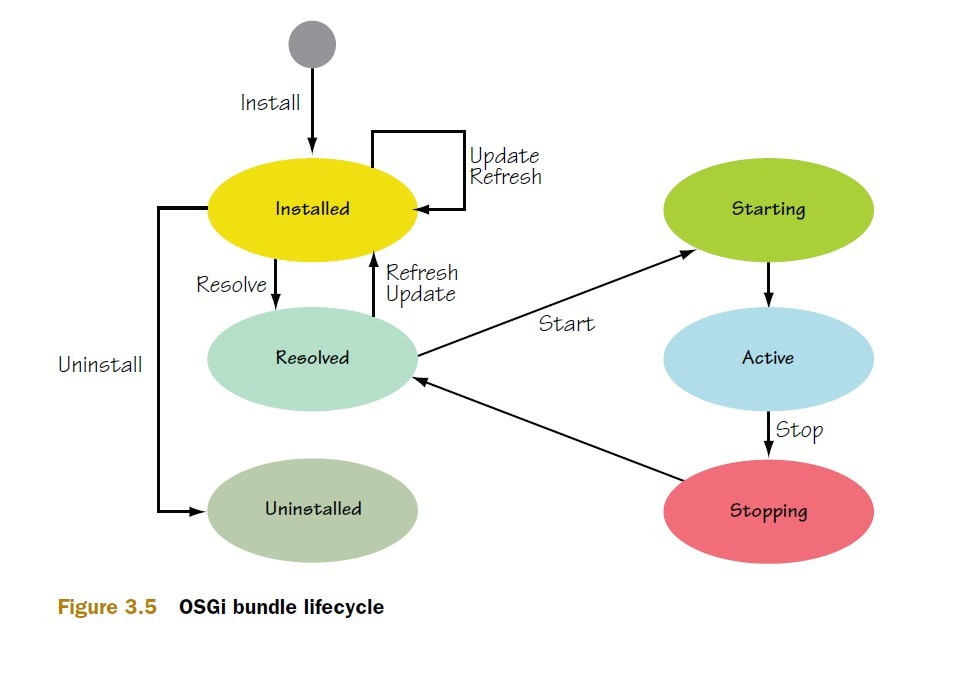 Install
Update
Refresh
Installed
Starting
Resolve
Refresh
Update
Start
Uninstall
Resolved
Active
Stop
Uninstalled
Stopping
Figure 3.5 OSGi bundle lifecycle